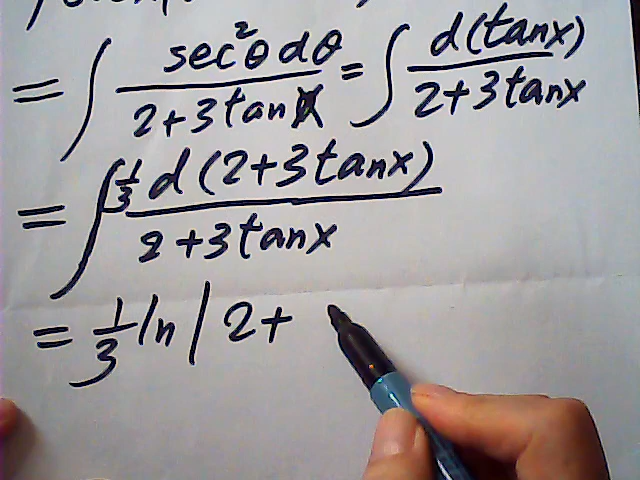 = ∫ sec²θ dθ / 2+3tanx = ∫ d(tanx) / 2+3tanx
= ∫ 1/3 d(2+3tanx) / 2+3tanx
= 1/3 ln | 2+